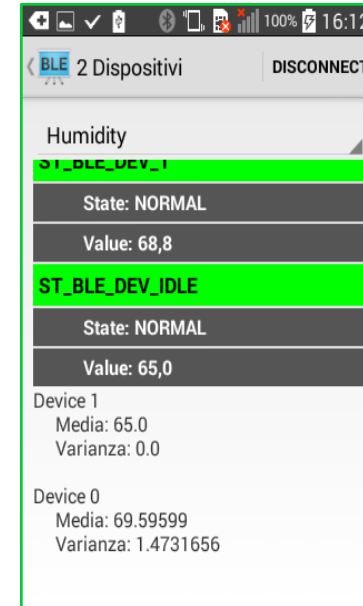 100% 16:12
BLE 2 Dispositivi DISCONNECT
Humidity
ST_BLE_DEV_1
State: NORMAL
Value: 68,8
ST_BLE_DEV_IDLE
State: NORMAL
Value: 65,0
Device 1
Media: 65.0
Varianza: 0.0
Device 0
Media: 69.59599
Varianza: 1.4731656